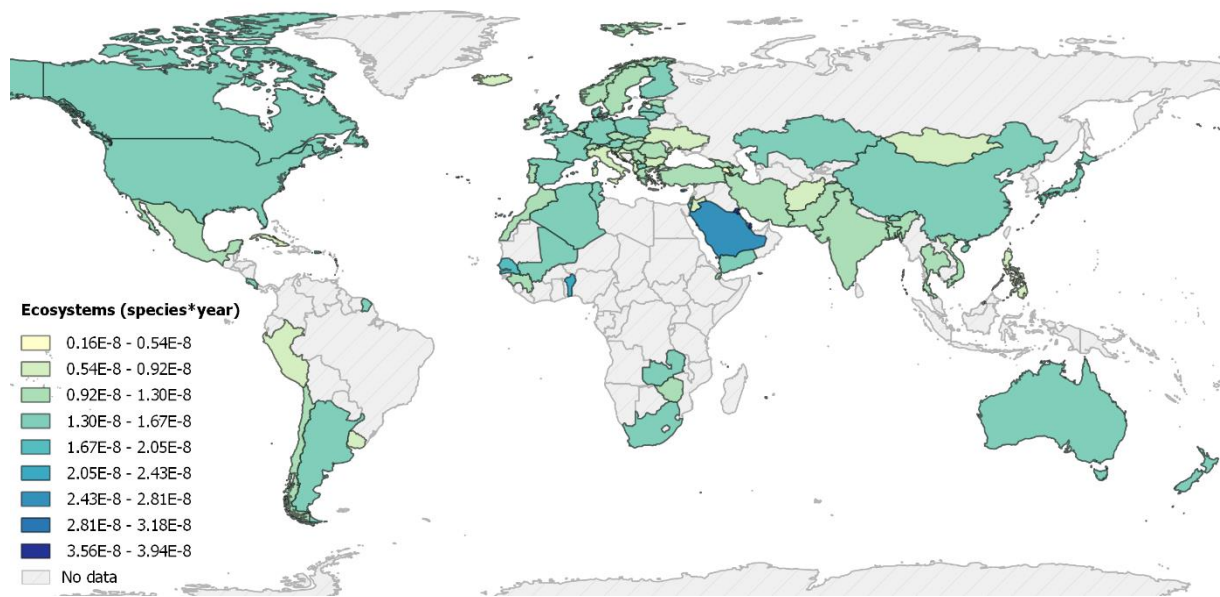 Ecosystems (species*year)
0.16E-8 - 0.54E-8
0.54E-8 - 0.92E-8
0.92E-8 - 1.30E-8
1.30E-8 - 1.67E-8
1.67E-8 - 2.05E-8
2.05E-8 - 2.43E-8
2.43E-8 - 2.81E-8
2.81E-8 - 3.18E-8
3.56E-8 - 3.94E-8
No data